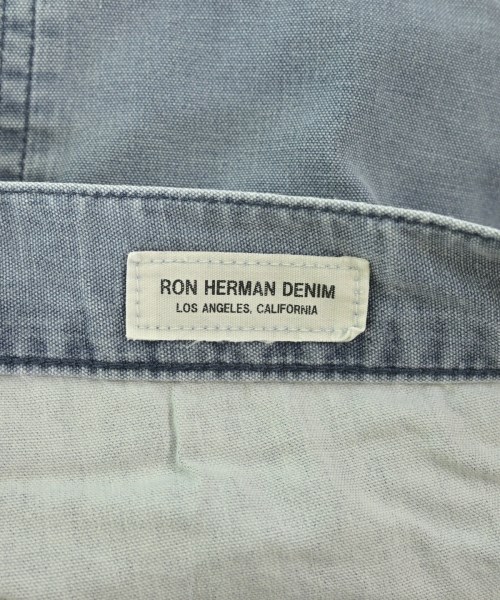 RON HERMAN DENIM
LOS ANGELES, CALIFORNIA